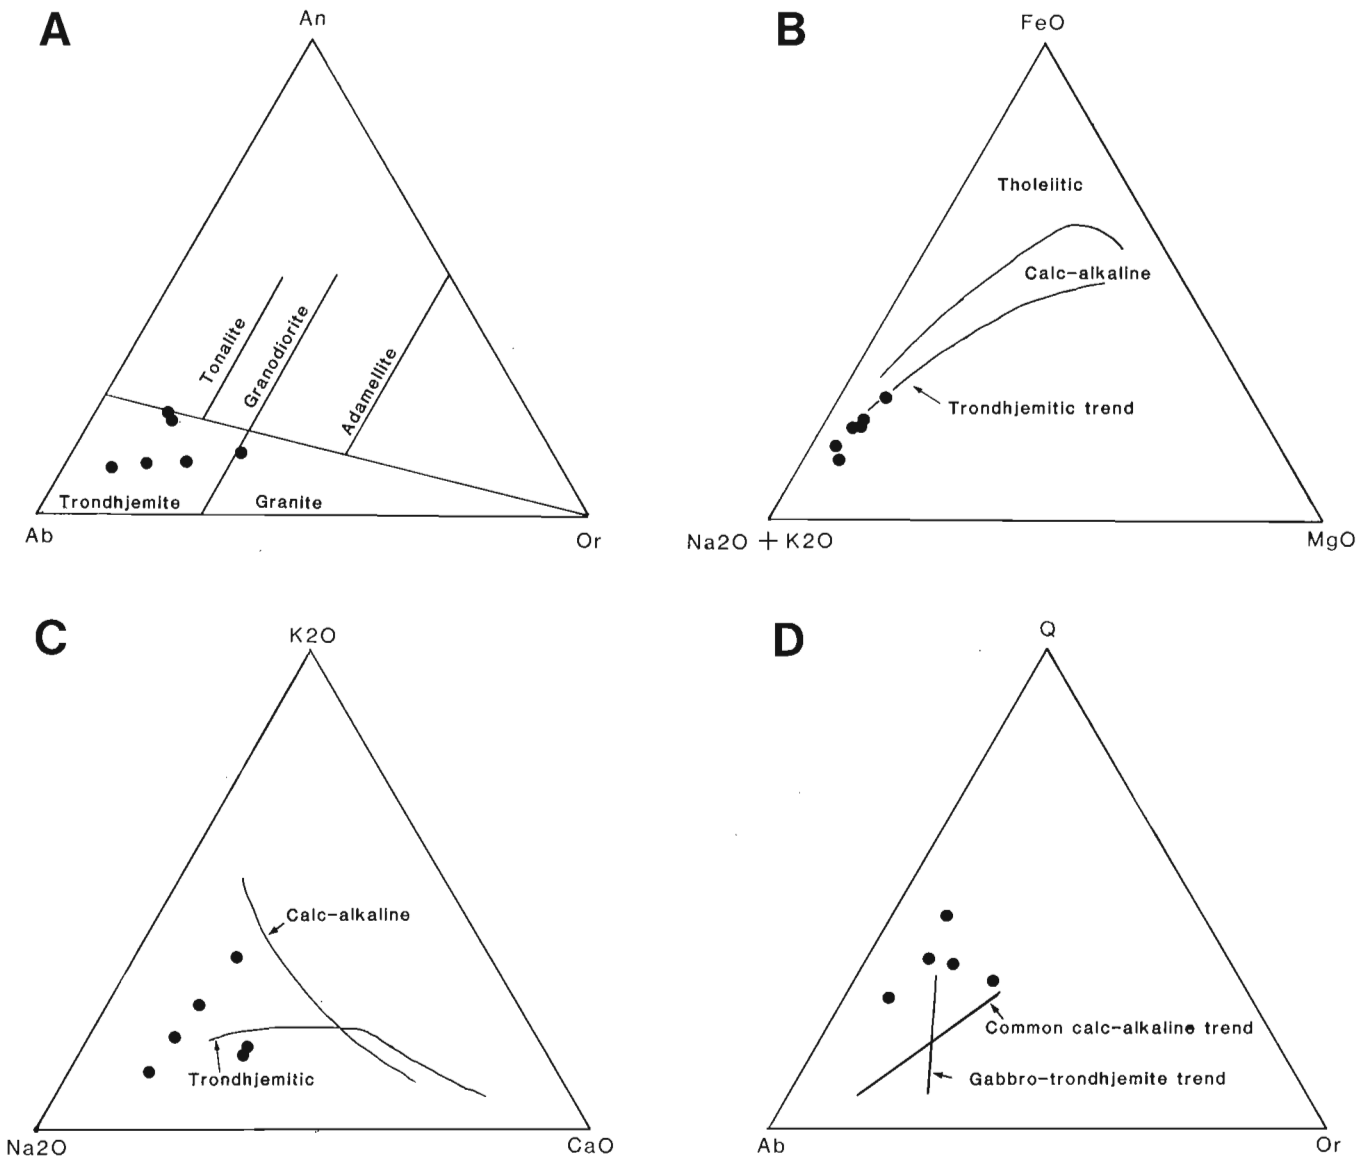 A
An
Tonalite
Granodiorite
Adamellite
Trondhjemite
Granite
Ab
Or
B
FeO
Tholeiitic
Calc-alkaline
Trondhjemitic trend
Na2O + K2O
MgO
C
K2O
Calc-alkaline
Trondhjemitic
Na2O
CaO
D
Q
Common calc-alkaline trend
Gabbro-trondhjemite trend
Ab
Or